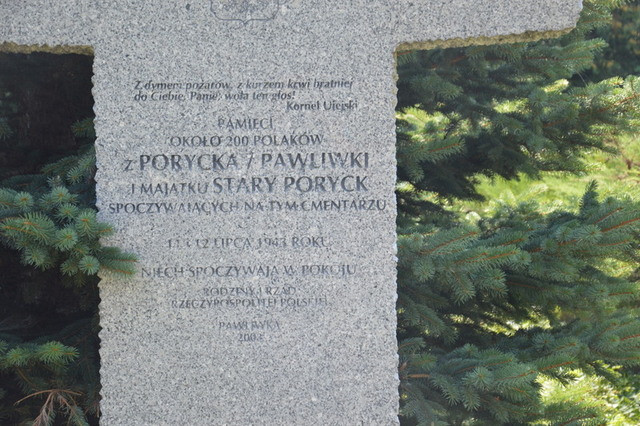 Z dymem pożarów, z kurzem krwi bratniej
do Ciebie, Panie, woła ten głos!
Kornel Ujejski
PAMIĘCI
OKOŁO 200 POLAKÓW
Z PORYCKA / PAWLIWKI
I MAJĄTKU STARY PORYCK
SPOCZYWAJĄCYCH NA TYM CMENTARZU
11 i 12 LIPCA 1943 ROKU
NIECH SPOCZYWAJĄ W POKOJU
RODZINY I RZĄD
RZECZYPOSPOLITEJ POLSKIEJ
PAWLIWKA